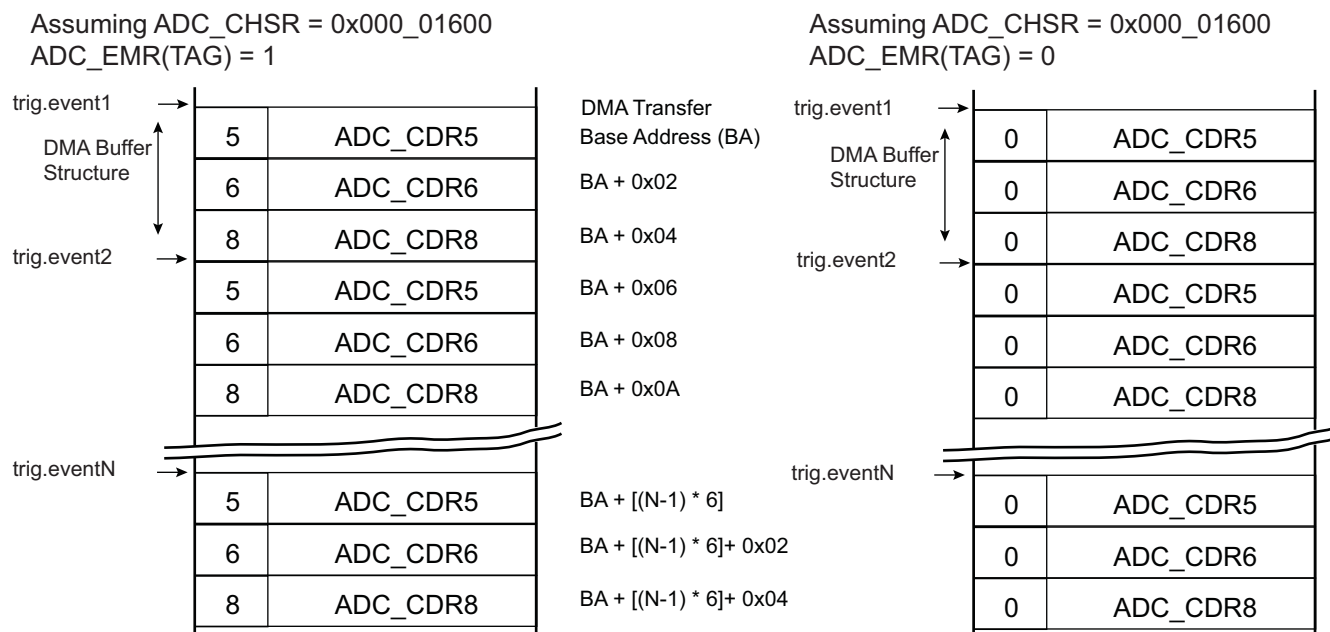 Assuming ADC_CHSR = 0x000_01600
ADC_EMR(TAG) = 1
trig.event1
DMA Buffer
Structure
5 ADC_CDR5
6 ADC_CDR6
8 ADC_CDR8
trig.event2
5 ADC_CDR5
6 ADC_CDR6
8 ADC_CDR8
trig.eventN
5 ADC_CDR5
6 ADC_CDR6
8 ADC_CDR8
DMA Transfer
Base Address (BA)
BA + 0x02
BA + 0x04
BA + 0x06
BA + 0x08
BA + 0x0A
BA + [(N-1) * 6]
BA + [(N-1) * 6]+ 0x02
BA + [(N-1) * 6]+ 0x04
Assuming ADC_CHSR = 0x000_01600
ADC_EMR(TAG) = 0
trig.event1
DMA Buffer
Structure
0 ADC_CDR5
0 ADC_CDR6
0 ADC_CDR8
trig.event2
0 ADC_CDR5
0 ADC_CDR6
0 ADC_CDR8
trig.eventN
0 ADC_CDR5
0 ADC_CDR6
0 ADC_CDR8